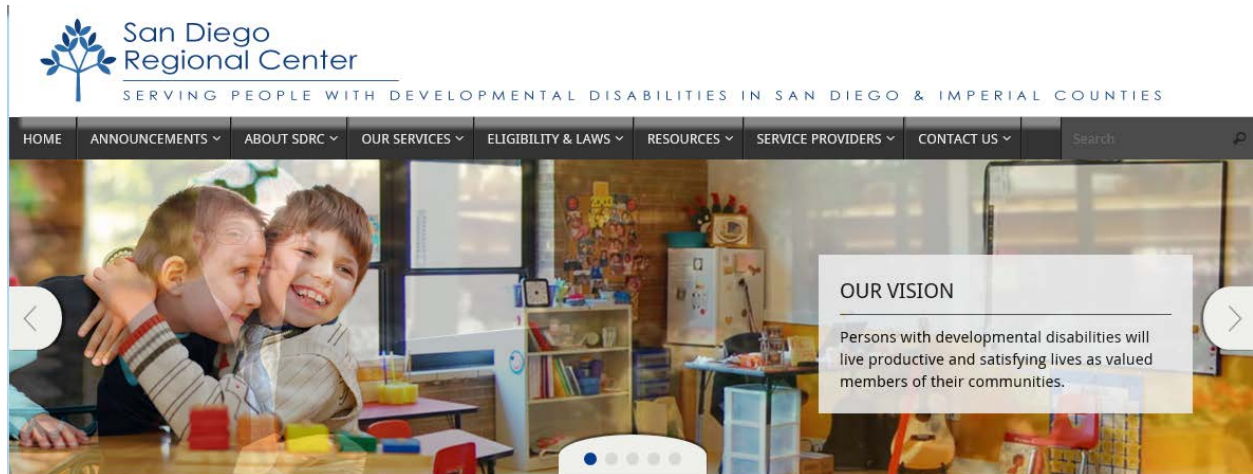 San Diego
Regional Center
SERVING PEOPLE WITH DEVELOPMENTAL DISABILITIES IN SAN DIEGO & IMPERIAL COUNTIES
HOME ANNOUNCEMENTS ABOUT SDRC OUR SERVICES ELIGIBILITY & LAWS RESOURCES SERVICE PROVIDERS CONTACT US Search
OUR VISION
Persons with developmental disabilities will
live productive and satisfying lives as valued
members of their communities.